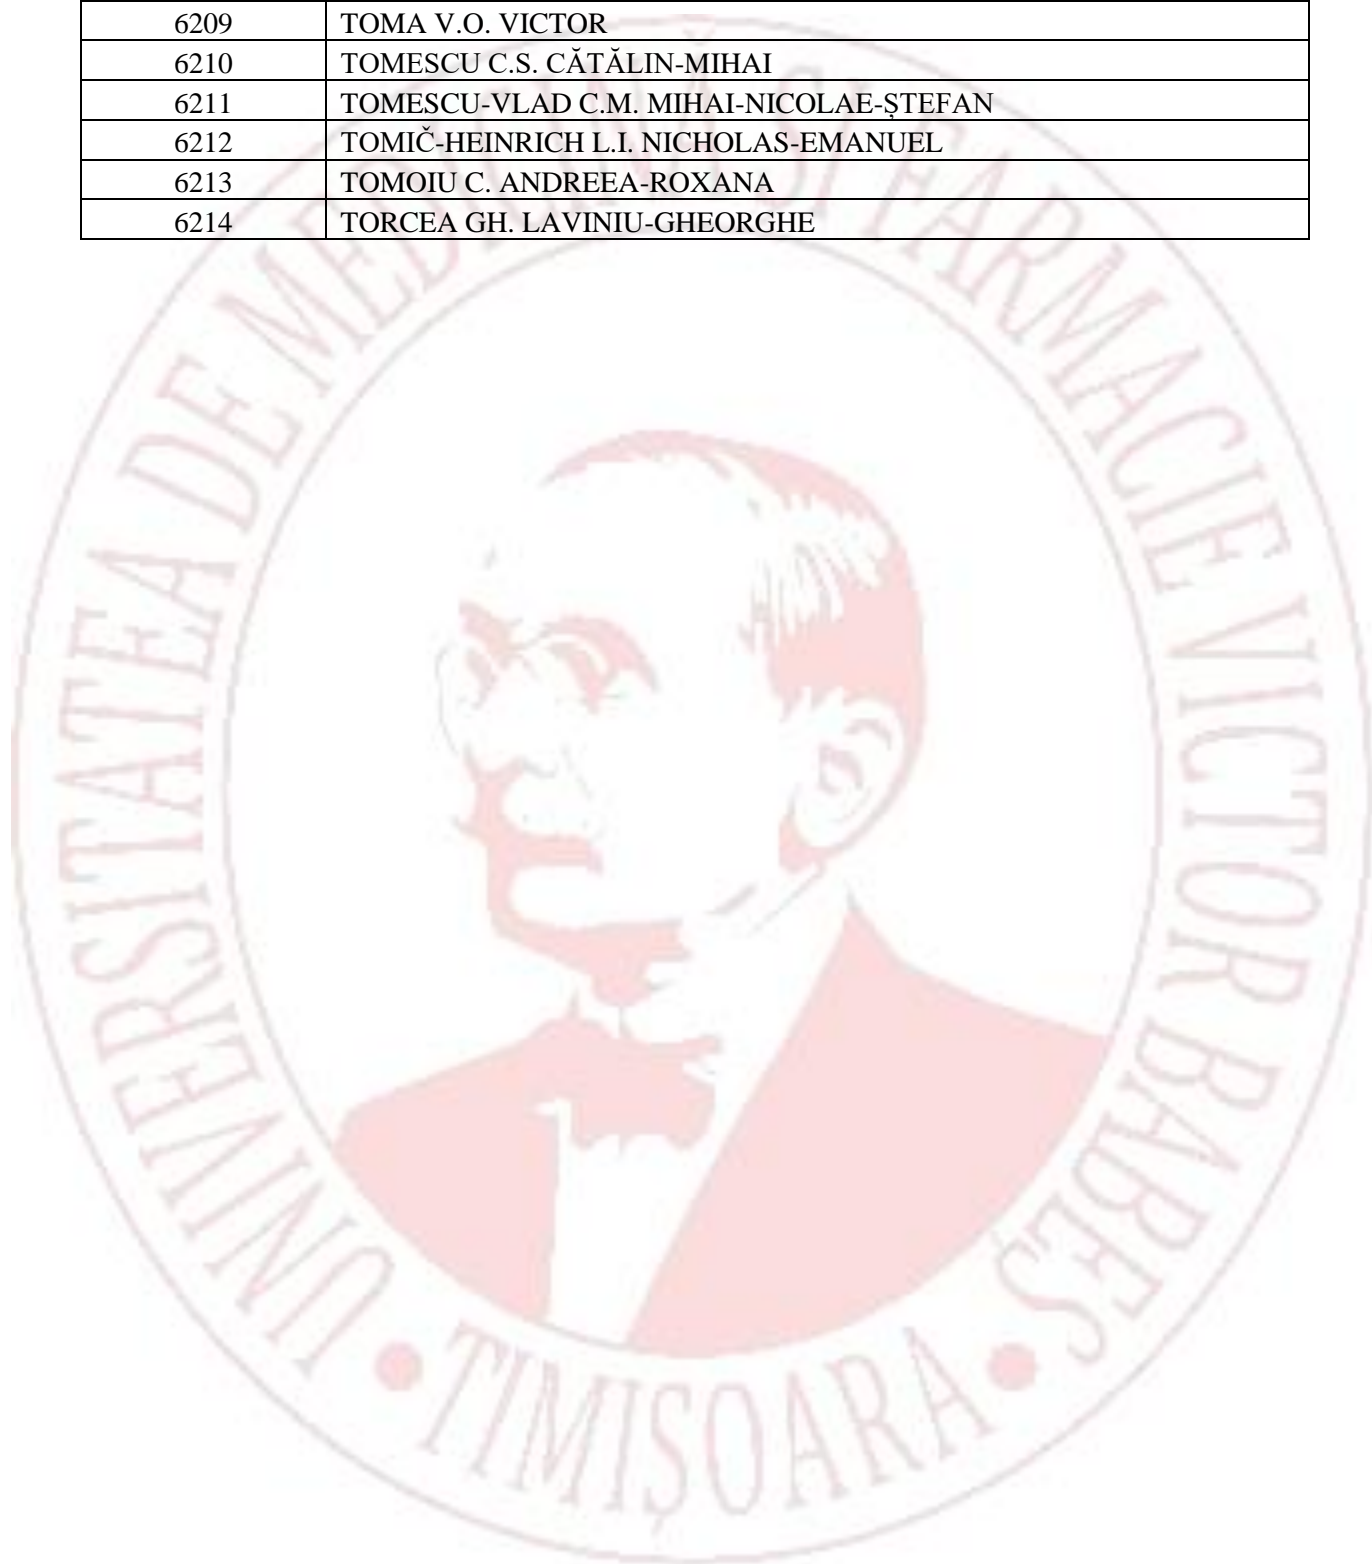 6209 TOMA V.O. VICTOR
6210 TOMESCU C.S. CĂTĂLIN-MIHAI
6211 TOMESCU-VLAD C.M. MIHAI-NICOLAE-ȘTEFAN
6212 TOMIČ-HEINRICH L.I. NICHOLAS-EMANUEL
6213 TOMOIU C. ANDREEA-ROXANA
6214 TORCEA GH. LAVINIU-GHEORGHE
UNIVERSITATEA DE MEDICINĂ ȘI FARMACIE VICTOR BABEȘ • TIMIȘOARA •